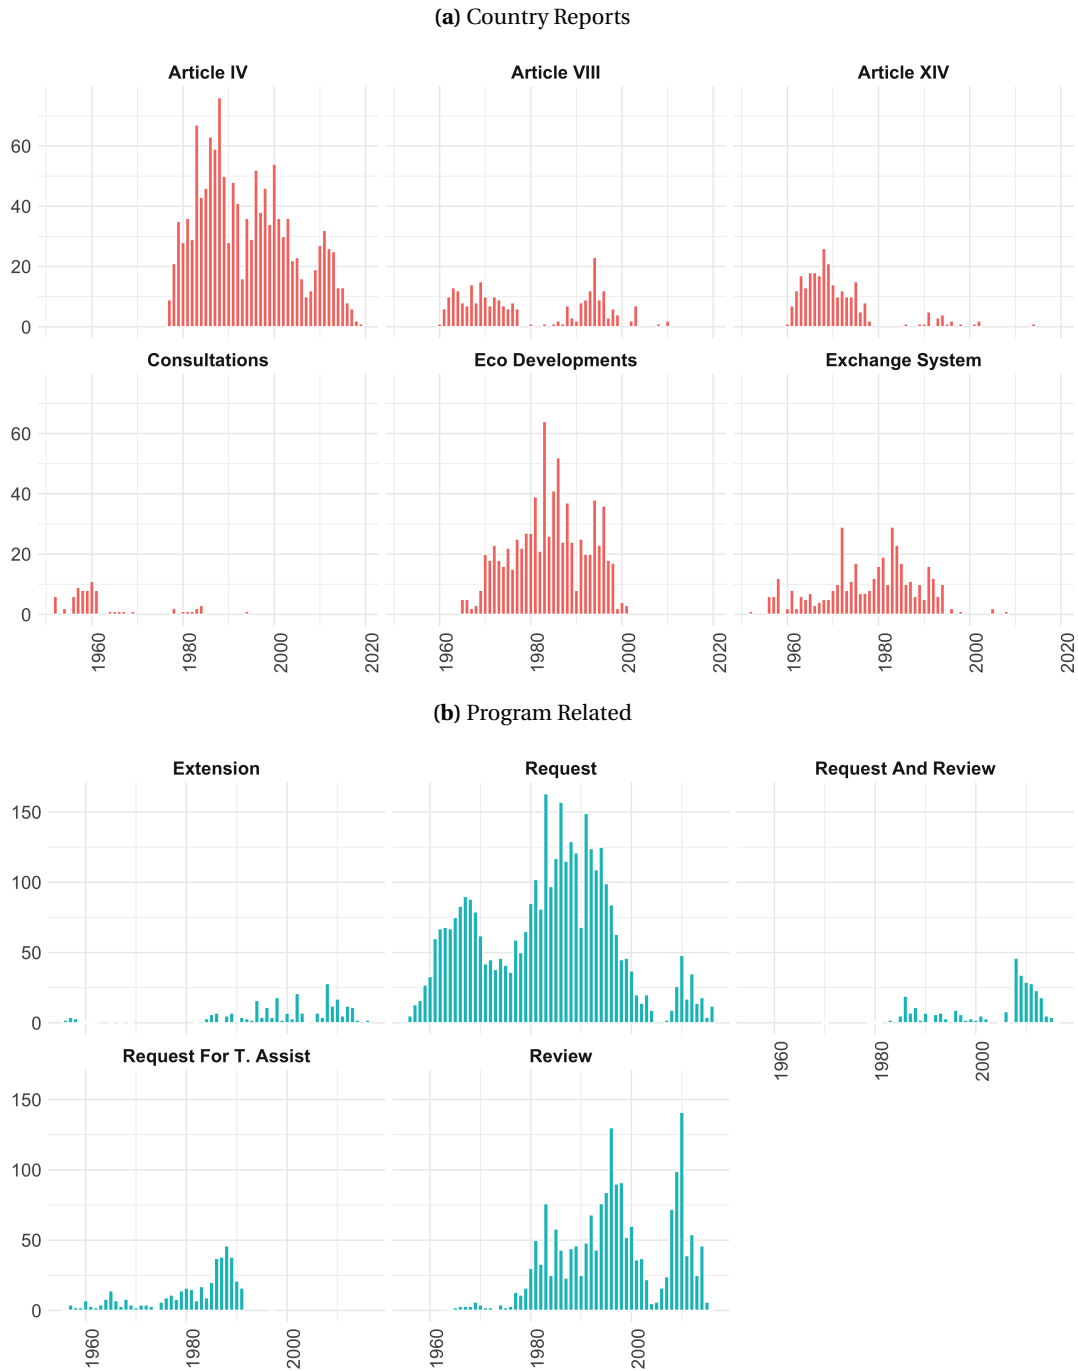 (a) Country Reports
Article IV Article VIII Article XIV
60
40
20
0
Consultations Eco Developments Exchange System
60
40
20
0
1960 1980 2000 2020 1960 1980 2000 2020 1960 1980 2000 2020
(b) Program Related
Extension Request Request And Review
150
100
50
0
1960 1980 2000
Request For T. Assist Review
150
100
50
0
1960 1980 2000 1960 1980 2000